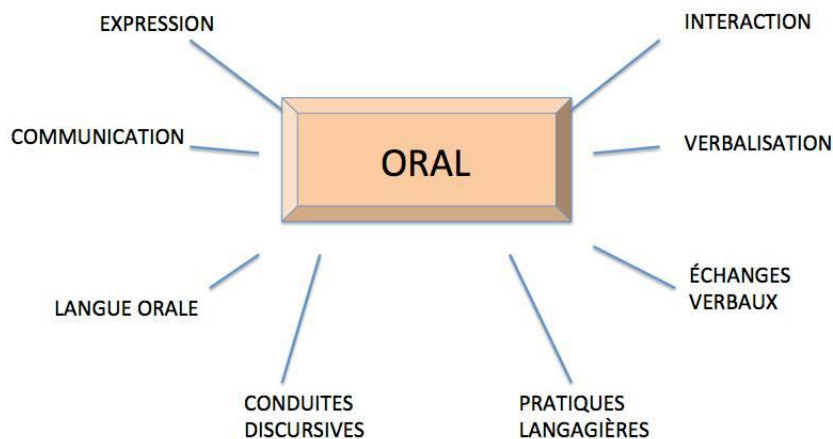 EXPRESSION
INTERACTION
COMMUNICATION
ORAL
VERBALISATION
LANGUE ORALE
ÉCHANGES
VERBAUX
CONDUITES
DISCURSIVES
PRATIQUES
LANGAGIÈRES